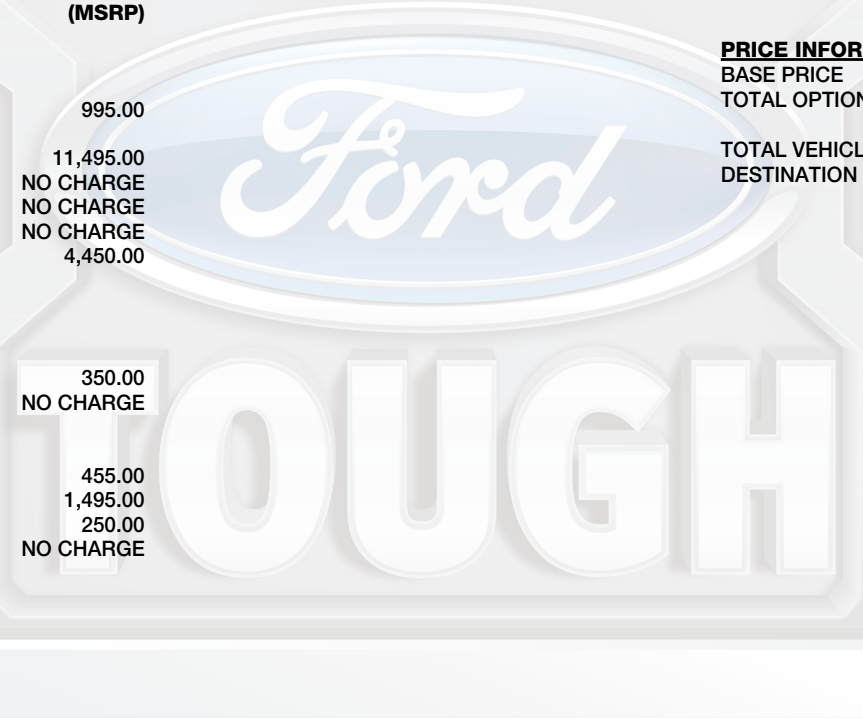 (MSRP)
995.00
11,495.00
NO CHARGE
NO CHARGE
NO CHARGE
4,450.00
350.00
NO CHARGE
455.00
1,495.00
250.00
NO CHARGE
PRICE INFOR
BASE PRICE
TOTAL OPTION
TOTAL VEHICL
DESTINATION
Ford
TOUGH